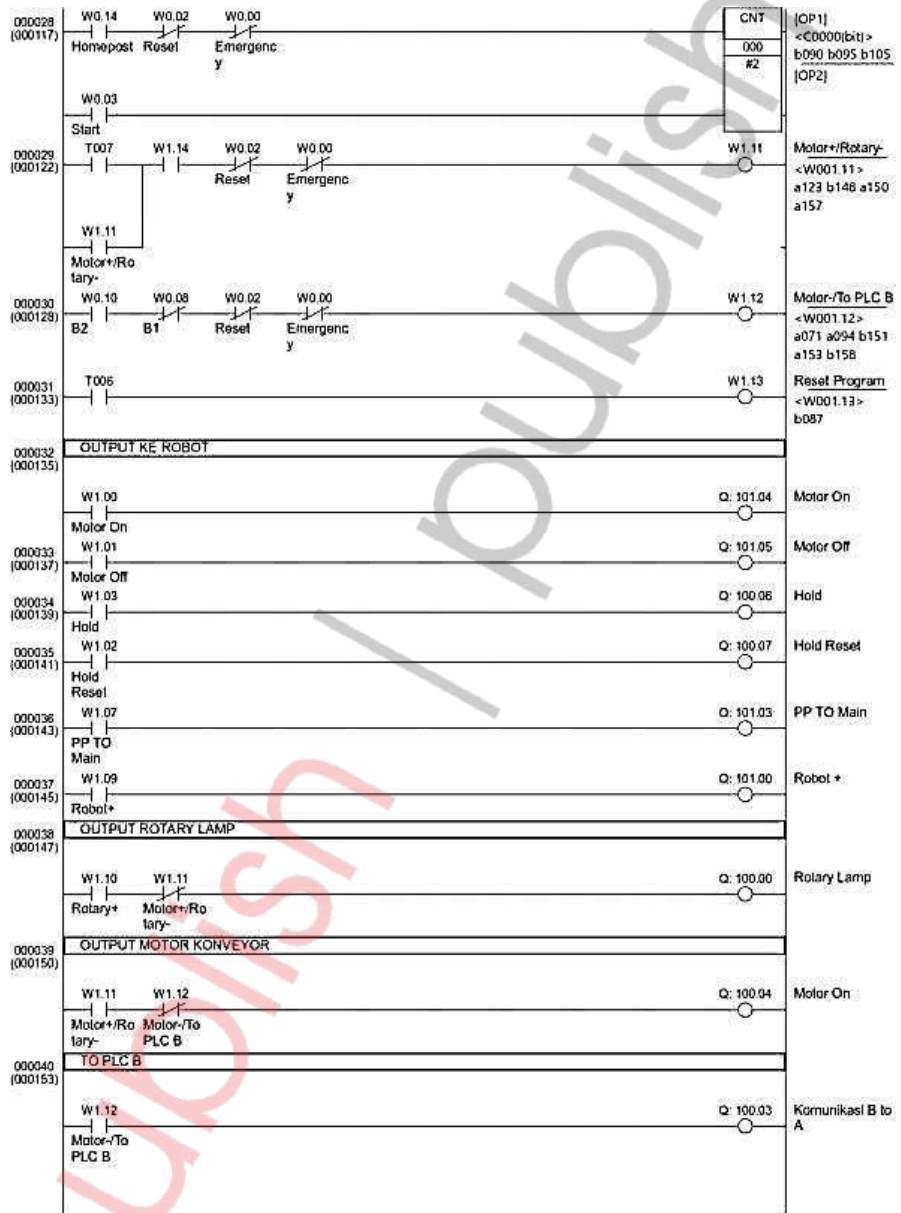 W0.14 W0.02 W0.00 CNT [OP1]
000028
(000117)
Homepost Reset Emergenc
y
000
#2
<C0000(bit)>
b090 b095 b105
[OP2]
W0.03
Start
T007 W1.14 W0.02 W0.00 W1.11 Motor+/Rotary-
000029
(000122)
Reset Emergenc
y
<W001.11>
a123 b148 a150
a157
W1.11
Motor+/Ro
tary-
W0.10 W0.08 W0.02 W0.00 W1.12 Motor-/To PLC B
000030
(000128)
B2 B1 Reset Emergenc
y
<W001.12>
a071 a094 b151
a153 b158
T006 W1.13 Reset Program
000031
(000133)
<W001.13>
b087
000032
(000135)
OUTPUT KE ROBOT
W1.00 Q: 101.04 Motor On
Motor On
000033
(000137)
W1.01 Q: 101.05 Motor Off
Motor Off
000034
(000139)
W1.03 Q: 100.06 Hold
Hold
000035
(000141)
W1.02 Q: 100.07 Hold Reset
Hold
Reset
000036
(000143)
W1.07 Q: 101.03 PP TO Main
PP TO
Main
000037
(000145)
W1.09 Q: 101.00 Robot +
Robot+
000038
(000147)
OUTPUT ROTARY LAMP
W1.10 W1.11 Q: 100.00 Rotary Lamp
Rotary+ Motor+/Ro
tary-
000039
(000150)
OUTPUT MOTOR KONVEYOR
W1.11 W1.12 Q: 100.04 Motor On
Motor+/Ro Motor-/To
tary- PLC B
000040
(000153)
TO PLC B
W1.12 Q: 100.03 Komunikasi B to
A
Motor-/To
PLC B
| publish
ublish